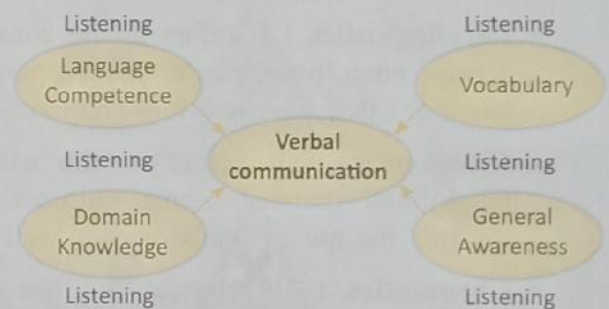 Listening
Listening
Language
Competence
Vocabulary
Verbal
communication
Listening
Listening
Domain
Knowledge
General
Awareness
Listening
Listening